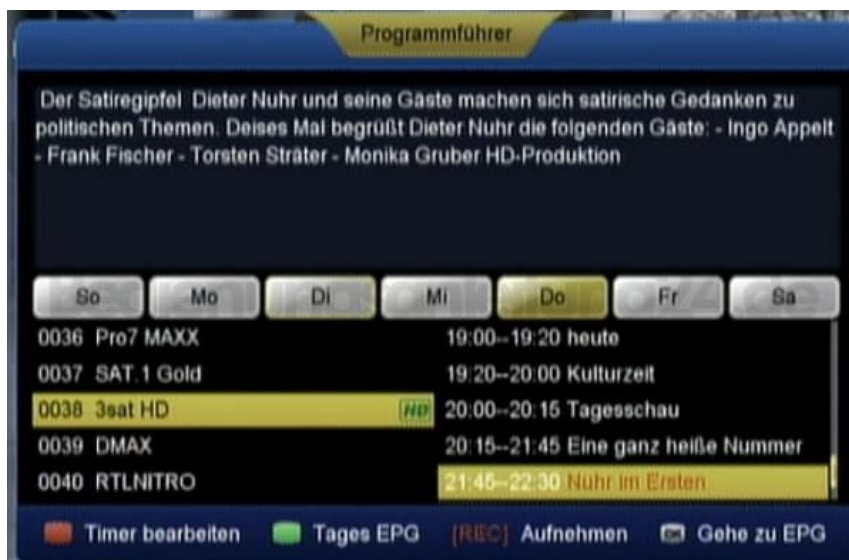 Programmführer
Der Satiregipfel Dieter Nuhr und seine Gäste machen sich satirische Gedanken zu
politischen Themen. Deises Mal begrüßt Dieter Nuhr die folgenden Gäste: - Ingo Appelt
- Frank Fischer - Torsten Sträter - Monika Gruber HD-Produktion
So Mo Di Mi Do Fr Sa
0036 Pro7 MAXX 19:00--19:20 heute
0037 SAT.1 Gold 19:20--20:00 Kulturzeit
0038 3sat HD HD 20:00--20:15 Tagesschau
0039 DMAX 20:15--21:45 Eine ganz heiße Nummer
0040 RTLNITRO 21:45--22:30 Nuhr im Ersten
Timer bearbeiten Tages EPG [REC] Aufnehmen OK Gehe zu EPG